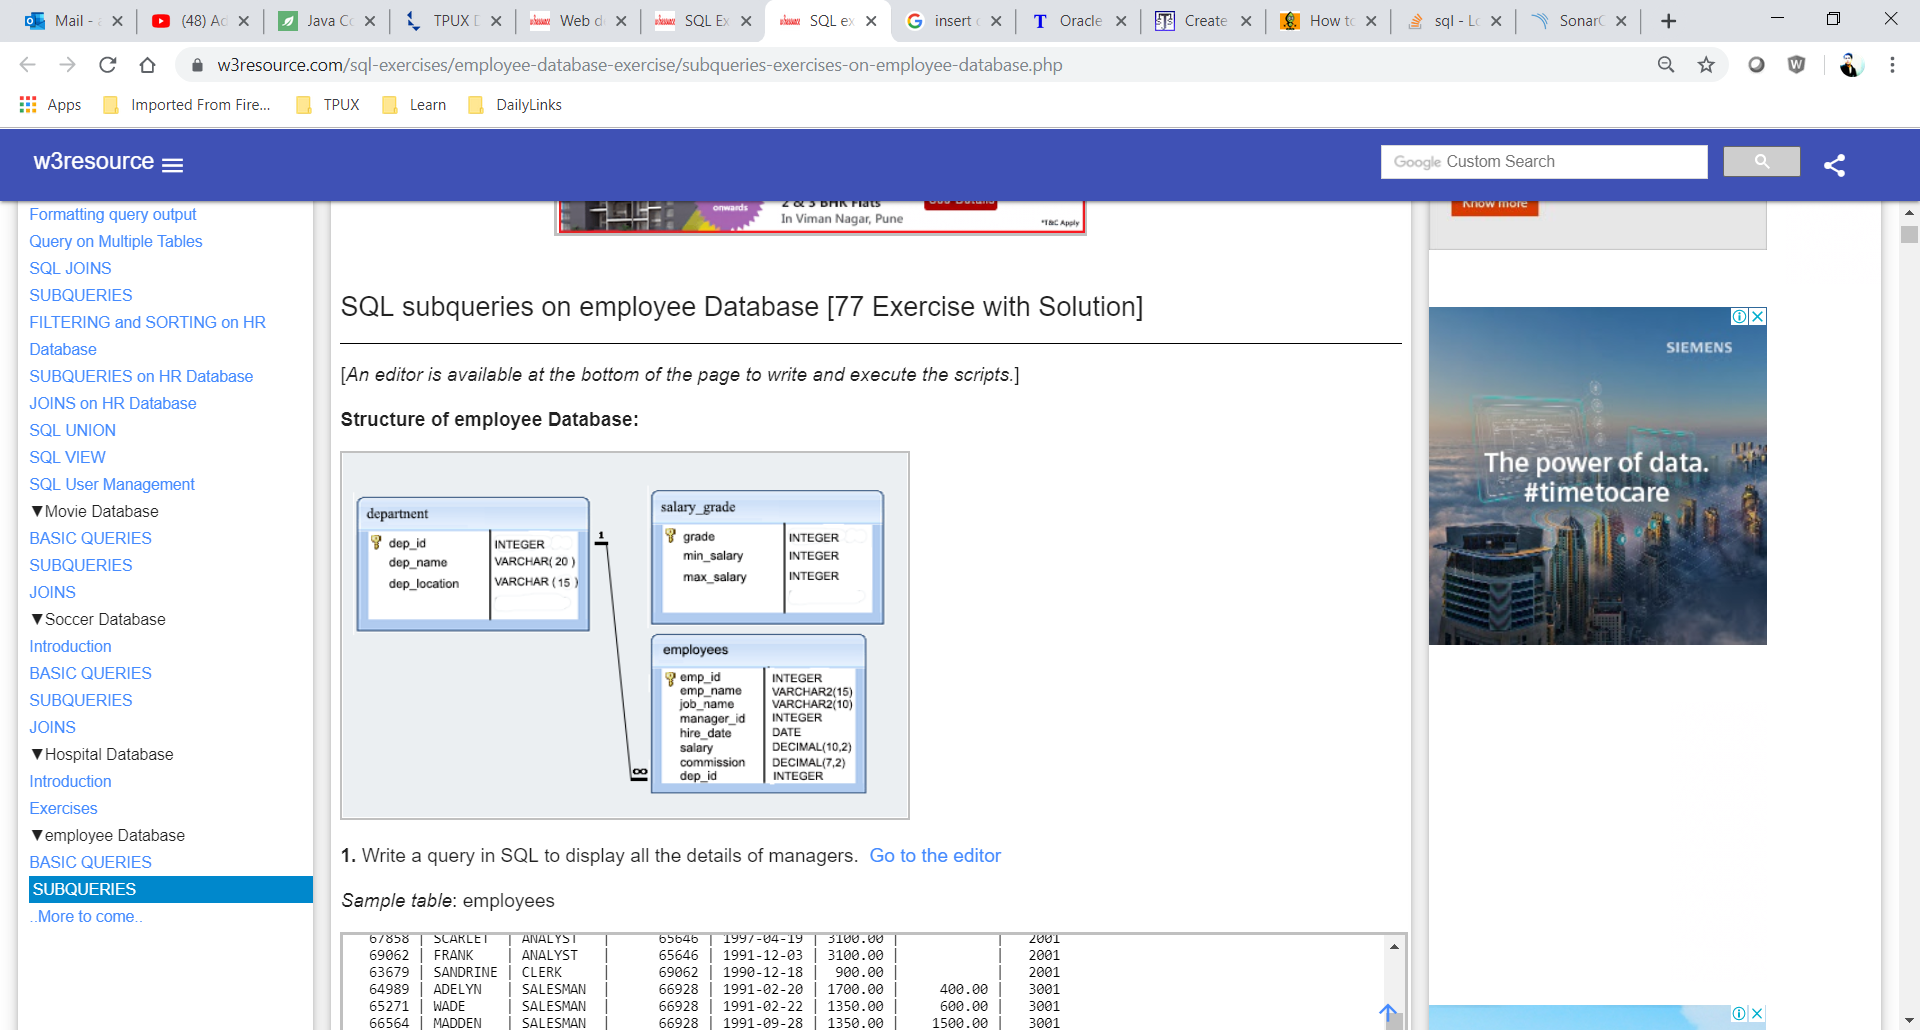 Mail - a
(48) Ad
Java Co
TPUX D
Web de
SQL Ex
SQL ex
insert o
Oracle
Create
How to
sql - Lo
SonarQ
w3resource.com/sql-exercises/employee-database-exercise/subqueries-exercises-on-employee-database.php
Apps
Imported From Fire...
TPUX
Learn
DailyLinks
w3resource
Google Custom Search
Formatting query output
Query on Multiple Tables
SQL JOINS
SUBQUERIES
FILTERING and SORTING on HR
Database
SUBQUERIES on HR Database
JOINS on HR Database
SQL UNION
SQL VIEW
SQL User Management
▼Movie Database
BASIC QUERIES
SUBQUERIES
JOINS
▼Soccer Database
Introduction
BASIC QUERIES
SUBQUERIES
JOINS
▼Hospital Database
Introduction
Exercises
▼employee Database
BASIC QUERIES
SUBQUERIES
..More to come..
onwards
2 & 3 BHK Flats
In Viman Nagar, Pune
*T&C Apply
SQL subqueries on employee Database [77 Exercise with Solution]
[An editor is available at the bottom of the page to write and execute the scripts.]
Structure of employee Database:
department
dep_id INTEGER
dep_name VARCHAR( 20 )
dep_location VARCHAR ( 15 )
1
∞
salary_grade
grade INTEGER
min_salary INTEGER
max_salary INTEGER
employees
emp_id INTEGER
emp_name VARCHAR2(15)
job_name VARCHAR2(10)
manager_id INTEGER
hire_date DATE
salary DECIMAL(10,2)
commission DECIMAL(7,2)
dep_id INTEGER
1. Write a query in SQL to display all the details of managers. Go to the editor
Sample table: employees
67858 | SCARLET | ANALYST | 65646 | 1997-04-19 | 3100.00 | | 2001
69062 | FRANK | ANALYST | 65646 | 1991-12-03 | 3100.00 | | 2001
63679 | SANDRINE | CLERK | 69062 | 1990-12-18 | 900.00 | | 2001
64989 | ADELYN | SALESMAN | 66928 | 1991-02-20 | 1700.00 | 400.00 | 3001
65271 | WADE | SALESMAN | 66928 | 1991-02-22 | 1350.00 | 600.00 | 3001
66564 | MADDEN | SALESMAN | 66928 | 1991-09-28 | 1350.00 | 1500.00 | 3001
Know more
SIEMENS
The power of data.
#timetocare